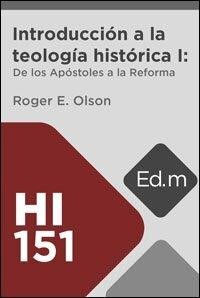 Introducción a la
teología histórica I:
De los Apóstoles a la Reforma
Roger E. Olson
Ed.m
HI
151